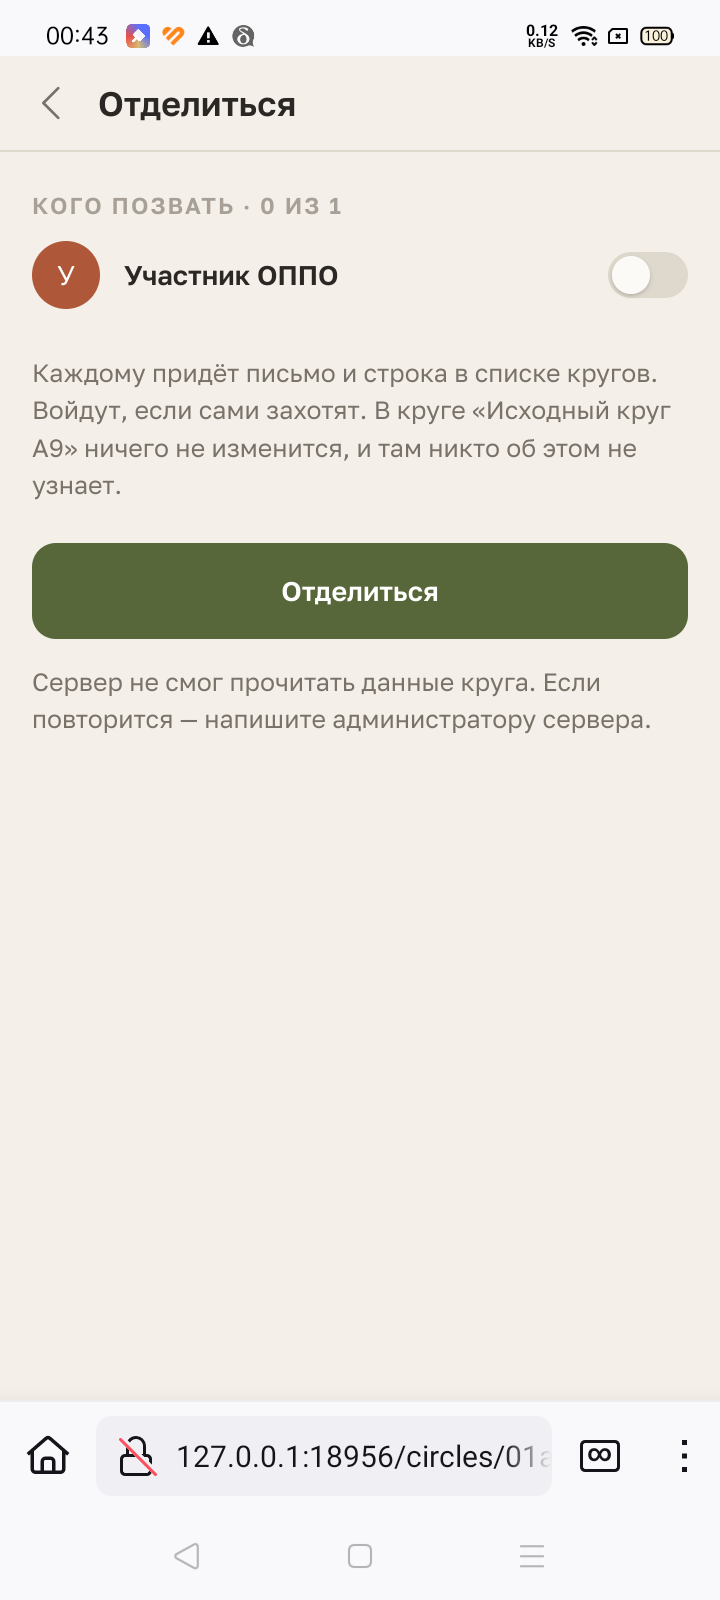 00:43
0.12
KB/S
100
Отделиться
КОГО ПОЗВАТЬ · 0 ИЗ 1
У
Участник ОППО
Каждому придёт письмо и строка в списке кругов.
Войдут, если сами захотят. В круге «Исходный круг
А9» ничего не изменится, и там никто об этом не
узнает.
Отделиться
Сервер не смог прочитать данные круга. Если
повторится — напишите администратору сервера.
127.0.0.1:18956/circles/01a